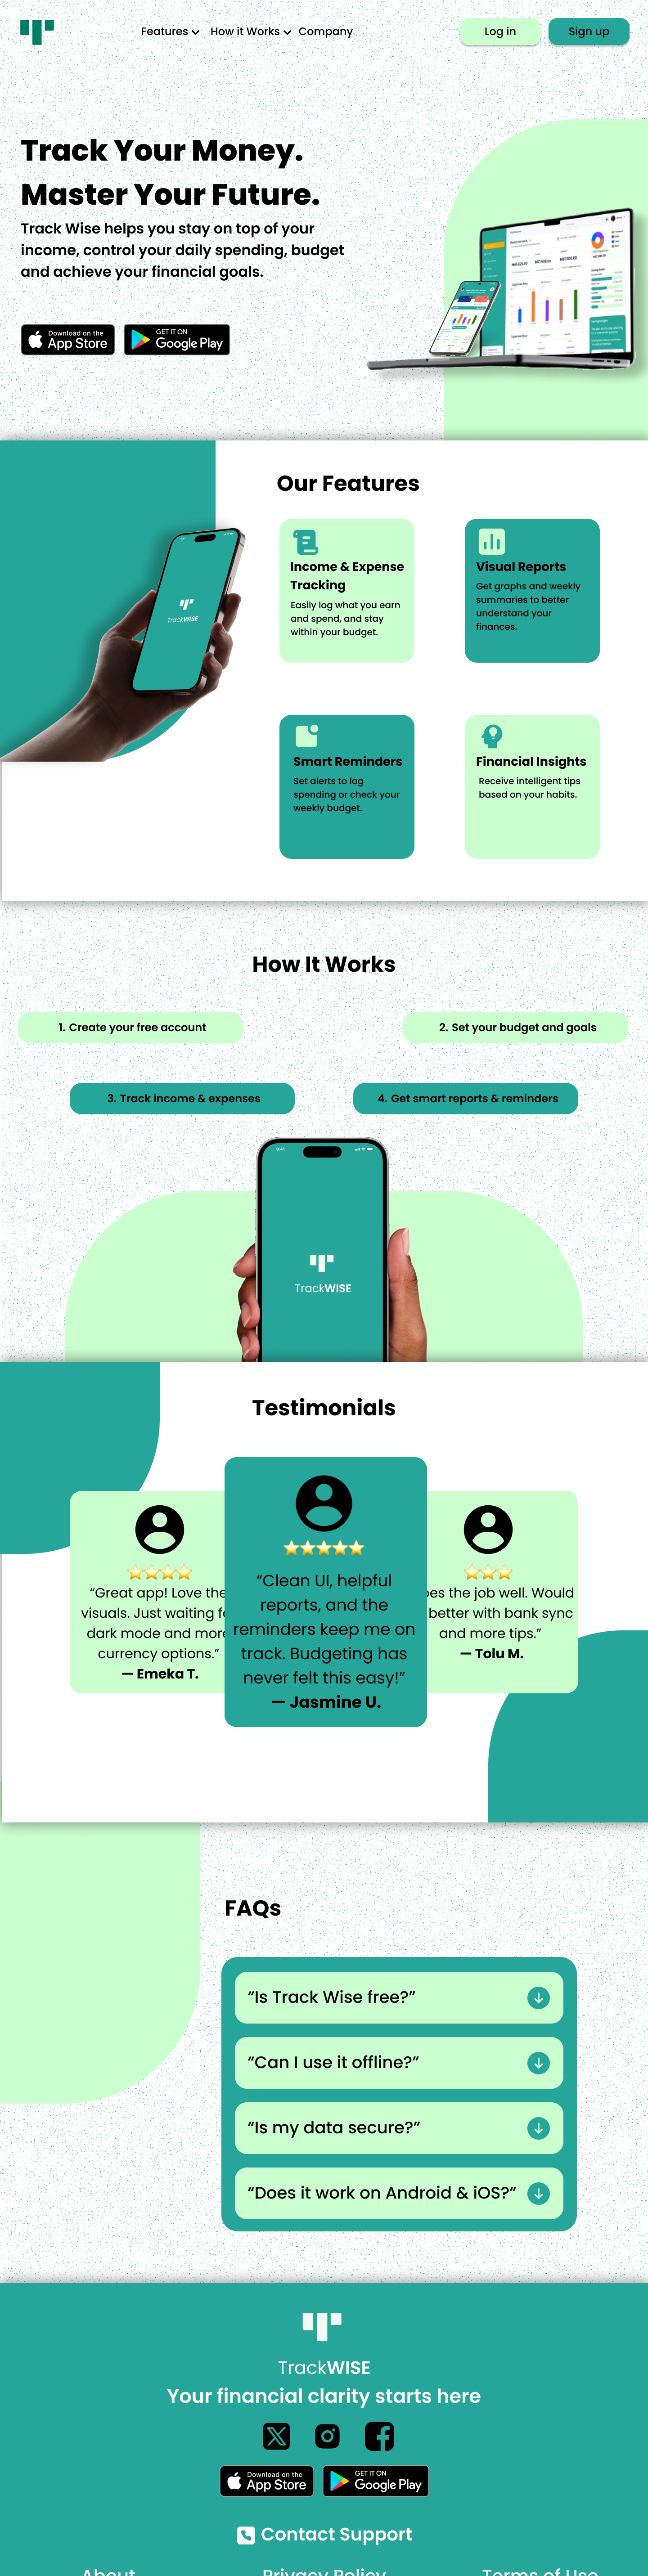 Features
How it Works
Company
Log in
Sign up
Track Your Money.
Master Your Future.
Track Wise helps you stay on top of your
income, control your daily spending, budget
and achieve your financial goals.
Download on the
App Store
GET IT ON
Google Play
Our Features
Income & Expense
Tracking
Easily log what you earn
and spend, and stay
within your budget.
Visual Reports
Get graphs and weekly
summaries to better
understand your
finances.
TrackWISE
Smart Reminders
Set alerts to log
spending or check your
weekly budget.
Financial Insights
Receive intelligent tips
based on your habits.
How It Works
1. Create your free account
2. Set your budget and goals
3. Track income & expenses
4. Get smart reports & reminders
9:41
TrackWISE
Testimonials
“Great app! Love the
visuals. Just waiting
dark mode and more
currency options.”
— Emeka T.
“Clean UI, helpful
reports, and the
reminders keep me on
track. Budgeting has
never felt this easy!”
— Jasmine U.
the job well. Would
better with bank sync
and more tips.”
— Tolu M.
FAQs
“Is Track Wise free?”
“Can I use it offline?”
“Is my data secure?”
“Does it work on Android & iOS?”
TrackWISE
Your financial clarity starts here
Download on the
App Store
GET IT ON
Google Play
Contact Support
About
Privacy Policy
Terms of Use